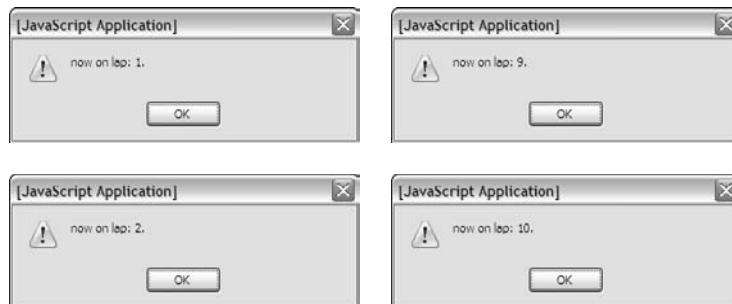 [JavaScript Application]
now on lap: 1.
OK
[JavaScript Application]
now on lap: 9.
OK
[JavaScript Application]
now on lap: 2.
OK
[JavaScript Application]
now on lap: 10.
OK